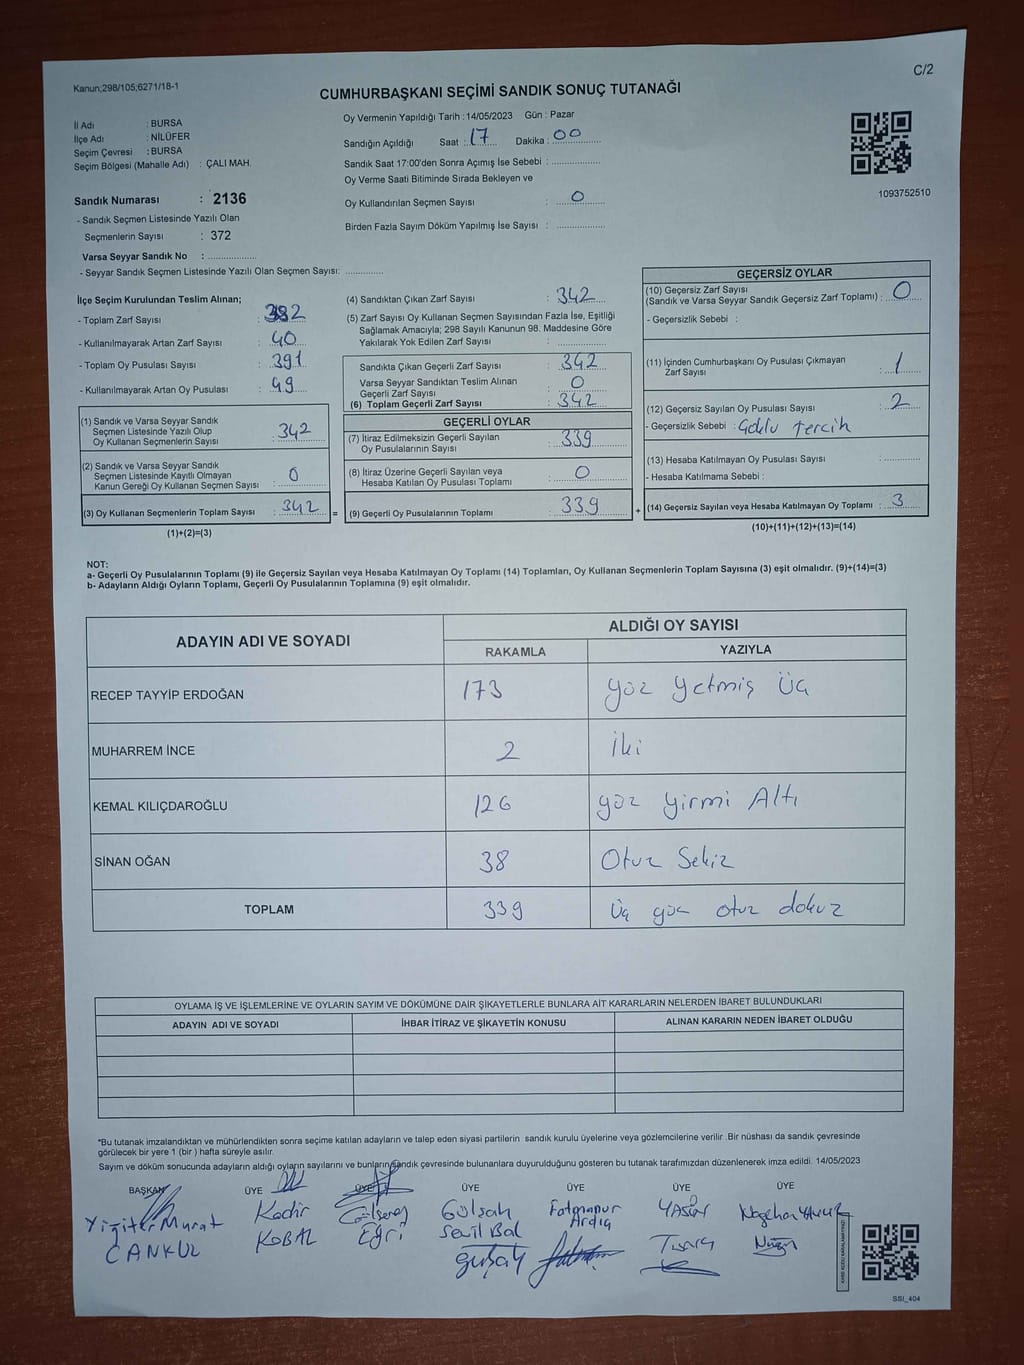 C/2
Kanun;298/105;6271/18-1
CUMHURBAŞKANI SEÇİMİ SANDIK SONUÇ TUTANAĞI
İl Adı : BURSA
İlçe Adı : NİLÜFER
Seçim Çevresi : BURSA
Seçim Bölgesi (Mahalle Adı) : ÇALI MAH.
Oy Vermenin Yapıldığı Tarih : 14/05/2023 Gün : Pazar
Sandığın Açıldığı Saat : 17 Dakika : 00
Sandık Saat 17:00'den Sonra Açımış İse Sebebi :
Oy Verme Saati Bitiminde Sırada Bekleyen ve
Oy Kullandırılan Seçmen Sayısı : 0
Birden Fazla Sayım Döküm Yapılmış İse Sayısı :
1093752510
Sandık Numarası : 2136
- Sandık Seçmen Listesinde Yazılı Olan
Seçmenlerin Sayısı : 372
Varsa Seyyar Sandık No :
- Seyyar Sandık Seçmen Listesinde Yazılı Olan Seçmen Sayısı:
İlçe Seçim Kurulundan Teslim Alınan;
- Toplam Zarf Sayısı : 382
- Kullanılmayarak Artan Zarf Sayısı : 40
- Toplam Oy Pusulası Sayısı : 391
- Kullanılmayarak Artan Oy Pusulası : 49
(1) Sandık ve Varsa Seyyar Sandık
Seçmen Listesinde Yazılı Olup
Oy Kullanan Seçmenlerin Sayısı : 342
(2) Sandık ve Varsa Seyyar Sandık
Seçmen Listesinde Kayıtlı Olmayan
Kanun Gereği Oy Kullanan Seçmen Sayısı : 0
(3) Oy Kullanan Seçmenlerin Toplam Sayısı : 342
(1)+(2)=(3)
(4) Sandıktan Çıkan Zarf Sayısı : 342
(5) Zarf Sayısı Oy Kullanan Seçmen Sayısından Fazla İse, Eşitliği
Sağlamak Amacıyla; 298 Sayılı Kanunun 98. Maddesine Göre
Yakılarak Yok Edilen Zarf Sayısı :
Sandıkta Çıkan Geçerli Zarf Sayısı : 342
Varsa Seyyar Sandıktan Teslim Alınan
Geçerli Zarf Sayısı : 0
(6) Toplam Geçerli Zarf Sayısı : 342
GEÇERLİ OYLAR
(7) İtiraz Edilmeksizin Geçerli Sayılan
Oy Pusulalarının Sayısı : 339
(8) İtiraz Üzerine Geçerli Sayılan veya
Hesaba Katılan Oy Pusulası Toplamı : 0
= (9) Geçerli Oy Pusulalarının Toplamı : 339
GEÇERSİZ OYLAR
(10) Geçersiz Zarf Sayısı
(Sandık ve Varsa Seyyar Sandık Geçersiz Zarf Toplamı) : 0
- Geçersizlik Sebebi :
(11) İçinden Cumhurbaşkanı Oy Pusulası Çıkmayan
Zarf Sayısı : 1
(12) Geçersiz Sayılan Oy Pusulası Sayısı : 2
- Geçersizlik Sebebi : Çoklu tercih
(13) Hesaba Katılmayan Oy Pusulası Sayısı :
- Hesaba Katılmama Sebebi :
+ (14) Geçersiz Sayılan veya Hesaba Katılmayan Oy Toplamı : 3
(10)+(11)+(12)+(13)=(14)
NOT:
a- Geçerli Oy Pusulalarının Toplamı (9) ile Geçersiz Sayılan veya Hesaba Katılmayan Oy Toplamı (14) Toplamları, Oy Kullanan Seçmenlerin Toplam Sayısına (3) eşit olmalıdır. (9)+(14)=(3)
b- Adayların Aldığı Oyların Toplamı, Geçerli Oy Pusulalarının Toplamına (9) eşit olmalıdır.
ADAYIN ADI VE SOYADI ALDIĞI OY SAYISI
RAKAMLA YAZIYLA
RECEP TAYYİP ERDOĞAN 173 yüz yetmiş üç
MUHARREM İNCE 2 İki
KEMAL KILIÇDAROĞLU 126 yüz yirmi Altı
SİNAN OĞAN 38 Otuz Sekiz
TOPLAM 339 üç yüz otuz dokuz
OYLAMA İŞ VE İŞLEMLERİNE VE OYLARIN SAYIM VE DÖKÜMÜNE DAİR ŞİKAYETLERLE BUNLARA AİT KARARLARIN NELERDEN İBARET BULUNDUKLARI
ADAYIN ADI VE SOYADI İHBAR İTİRAZ VE ŞİKAYETİN KONUSU ALINAN KARARIN NEDEN İBARET OLDUĞU
*Bu tutanak imzalandıktan ve mühürlendikten sonra seçime katılan adayların ve talep eden siyasi partilerin sandık kurulu üyelerine veya gözlemcilerine verilir .Bir nüshası da sandık çevresinde
görülecek bir yere 1 (bir ) hafta süreyle asılır.
Sayım ve döküm sonucunda adayların aldığı oyların sayılarını ve bunların sandık çevresinde bulunanlara duyurulduğunu gösteren bu tutanak tarafımızdan düzenlenerek imza edildi. 14/05/2023
BAŞKAN ÜYE ÜYE ÜYE ÜYE ÜYE ÜYE
Yiğiter Murat Kadir Gülseren Gülşah Fatmanur YAŞAR
CANKUL KOBAL Eğri Sevil Bal Ardıç
Gülşah
SSI_404